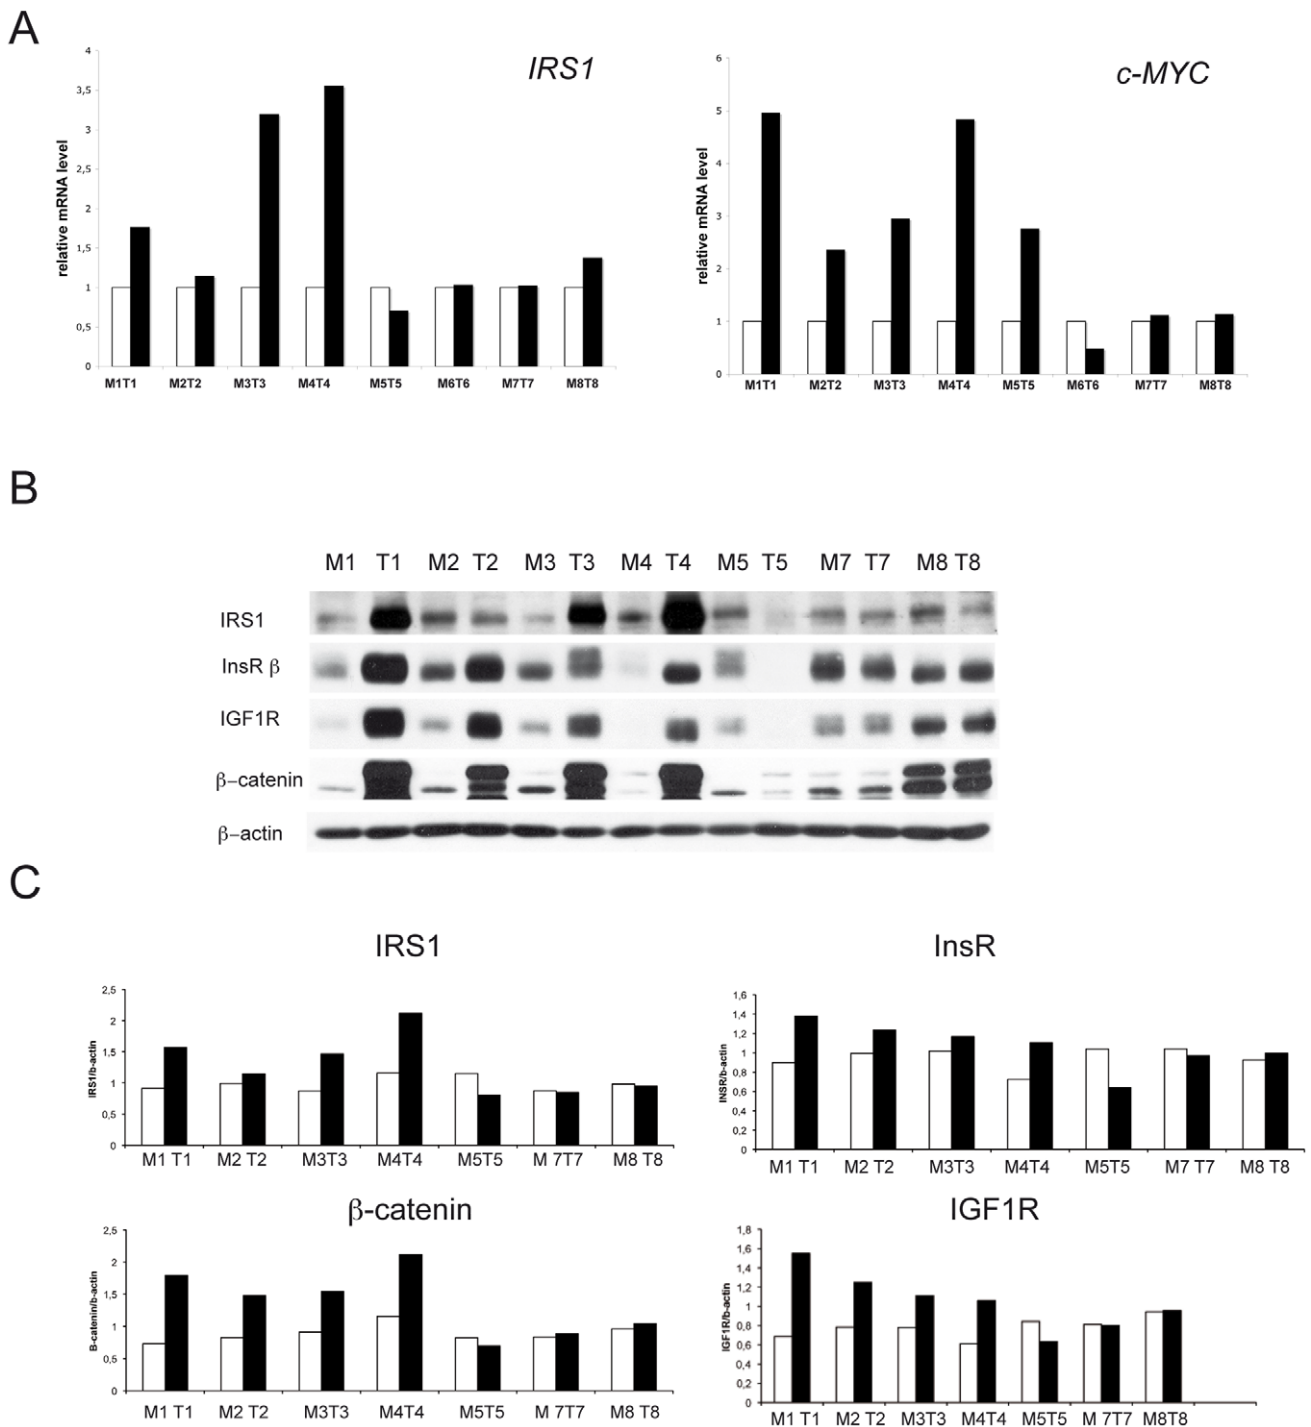 A
IRS1
c-MYC
relative mRNA level
4
3,5
3
2,5
2
1,5
1
0,5
0
M1T1 M2T2 M3T3 M4T4 M5T5 M6T6 M7T7 M8T8
relative mRNA level
6
5
4
3
2
1
0
M1T1 M2T2 M3T3 M4T4 M5T5 M6T6 M7T7 M8T8
B
M1 T1 M2 T2 M3 T3 M4 T4 M5 T5 M7 T7 M8 T8
IRS1
InsR β
IGF1R
β–catenin
β–actin
C
IRS1
IRS1/b-actin
2,5
2
1,5
1
0,5
0
M1 T1 M2 T2 M3T3 M4T4 M5T5 M 7T7 M8 T8
InsR
INSR/b-actin
1,6
1,4
1,2
1
0,8
0,6
0,4
0,2
0
M1 T1 M2 T2 M3T3 M4T4 M5T5 M7 T7 M8 T8
β-catenin
B-catenin/b-actin
2,5
2
1,5
1
0,5
0
M1 T1 M2 T2 M3T3 M4T4 M5T5 M 7T7 M8 T8
IGF1R
IGF1R/b-actin
1,8
1,6
1,4
1,2
1
0,8
0,6
0,4
0,2
0
M1 T1 M2 T2 M3T3 M4T4 M5T5 M 7T7 M8T8